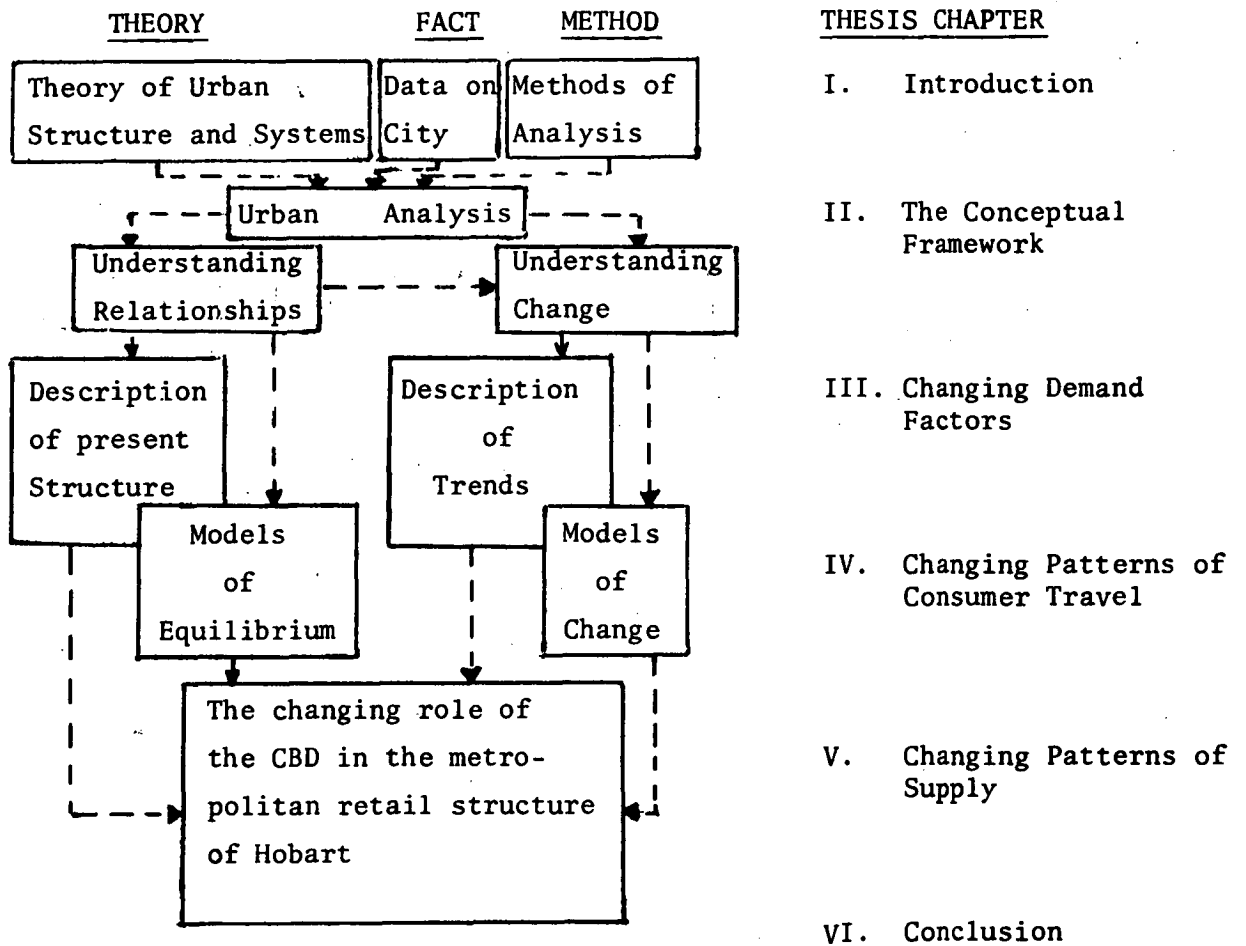 THEORY FACT METHOD THESIS CHAPTER
Theory of Urban
Structure and Systems
Data on
City
Methods of
Analysis
I. Introduction
Urban Analysis
II. The Conceptual
Framework
Understanding
Relationships
Understanding
Change
Description
of present
Structure
Description
of
Trends
III. Changing Demand
Factors
Models
of
Equilibrium
Models
of
Change
IV. Changing Patterns of
Consumer Travel
The changing role of
the CBD in the metro-
politan retail structure
of Hobart
V. Changing Patterns of
Supply
VI. Conclusion